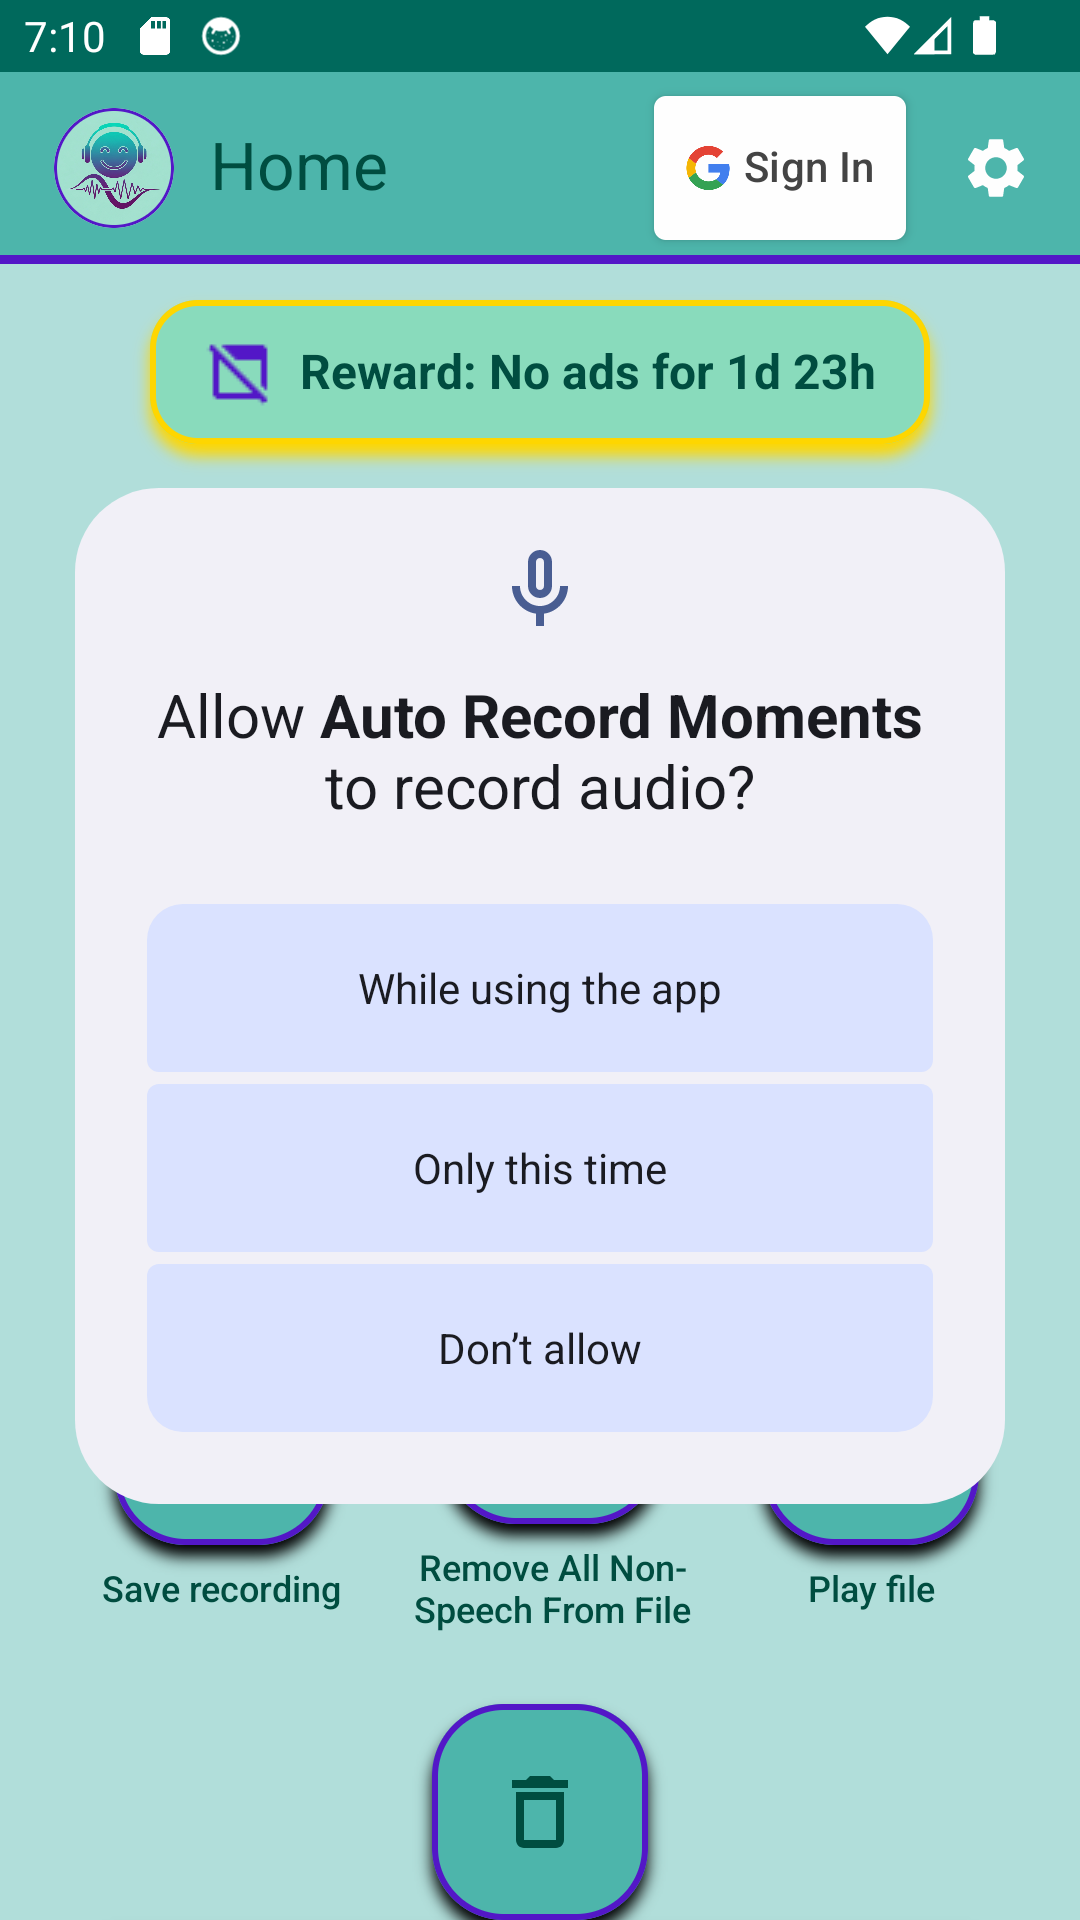 7:10
Home
Sign In
Reward: No ads for 1d 23h
Allow Auto Record Moments
to record audio?
While using the app
Only this time
Don’t allow
Save recording
Remove All Non-
Speech From File
Play file